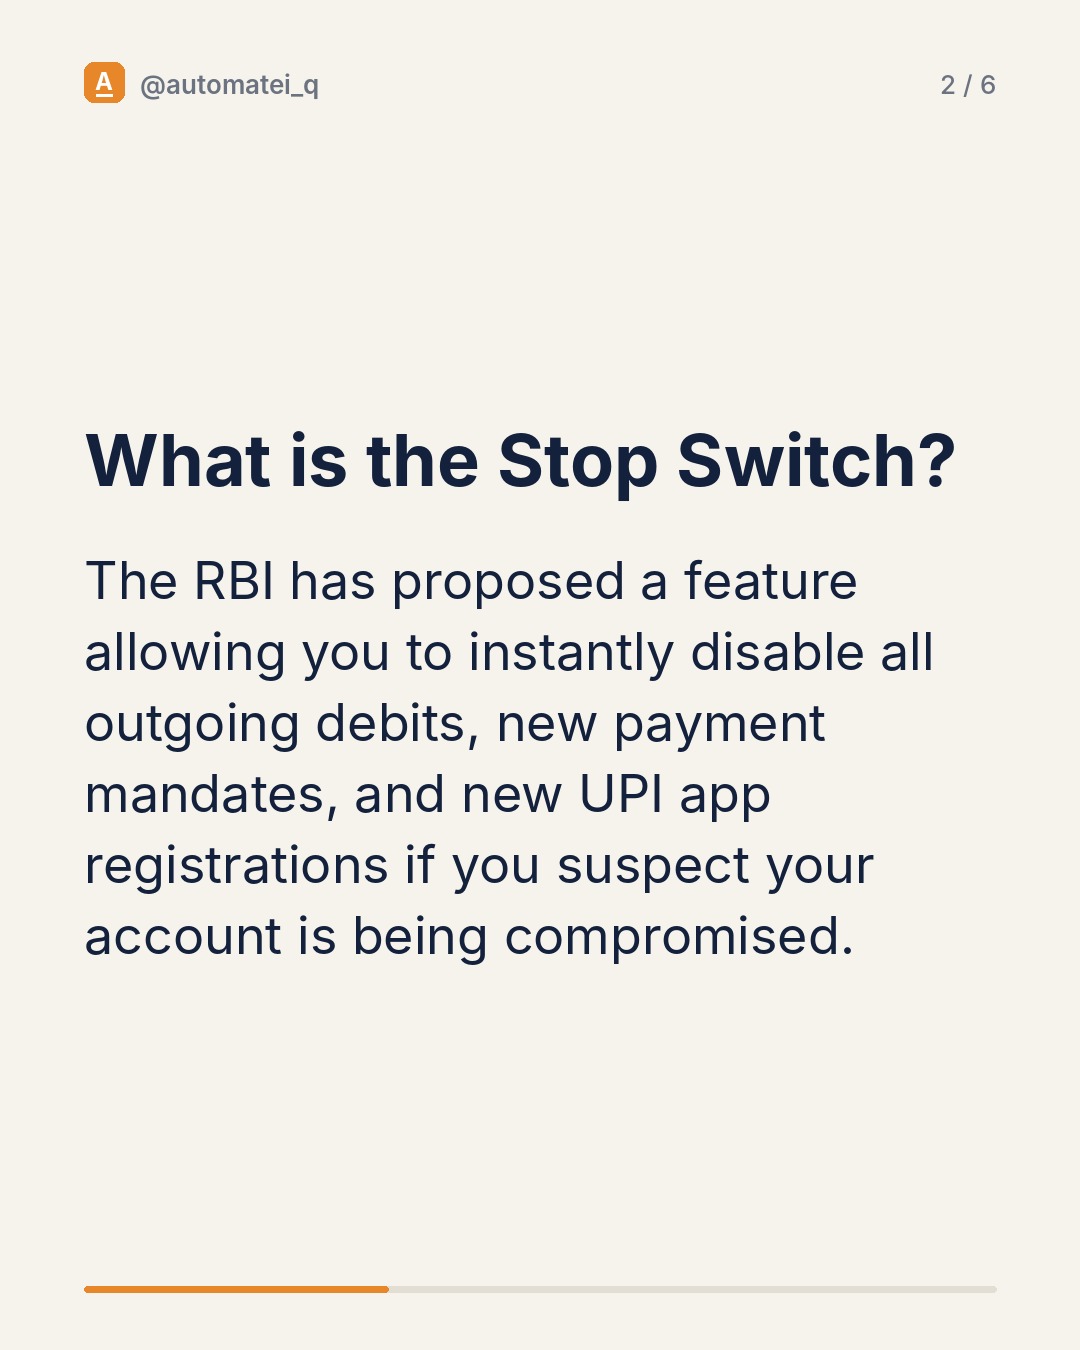 A
@automatei_q
2 / 6
What is the Stop Switch?
The RBI has proposed a feature
allowing you to instantly disable all
outgoing debits, new payment
mandates, and new UPI app
registrations if you suspect your
account is being compromised.